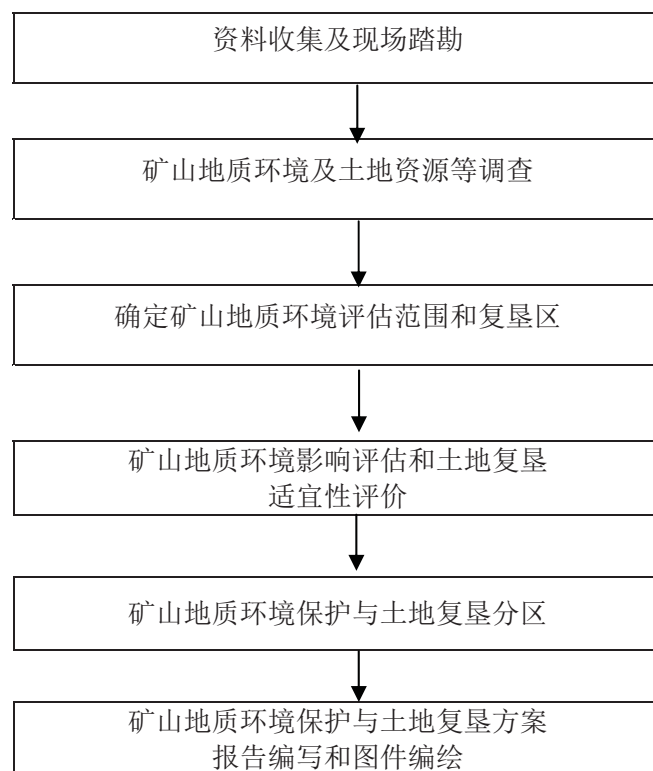 资料收集及现场踏勘
矿山地质环境及土地资源等调查
确定矿山地质环境评估范围和复垦区
矿山地质环境影响评估和土地复垦
适宜性评价
矿山地质环境保护与土地复垦分区
矿山地质环境保护与土地复垦方案
报告编写和图件编绘